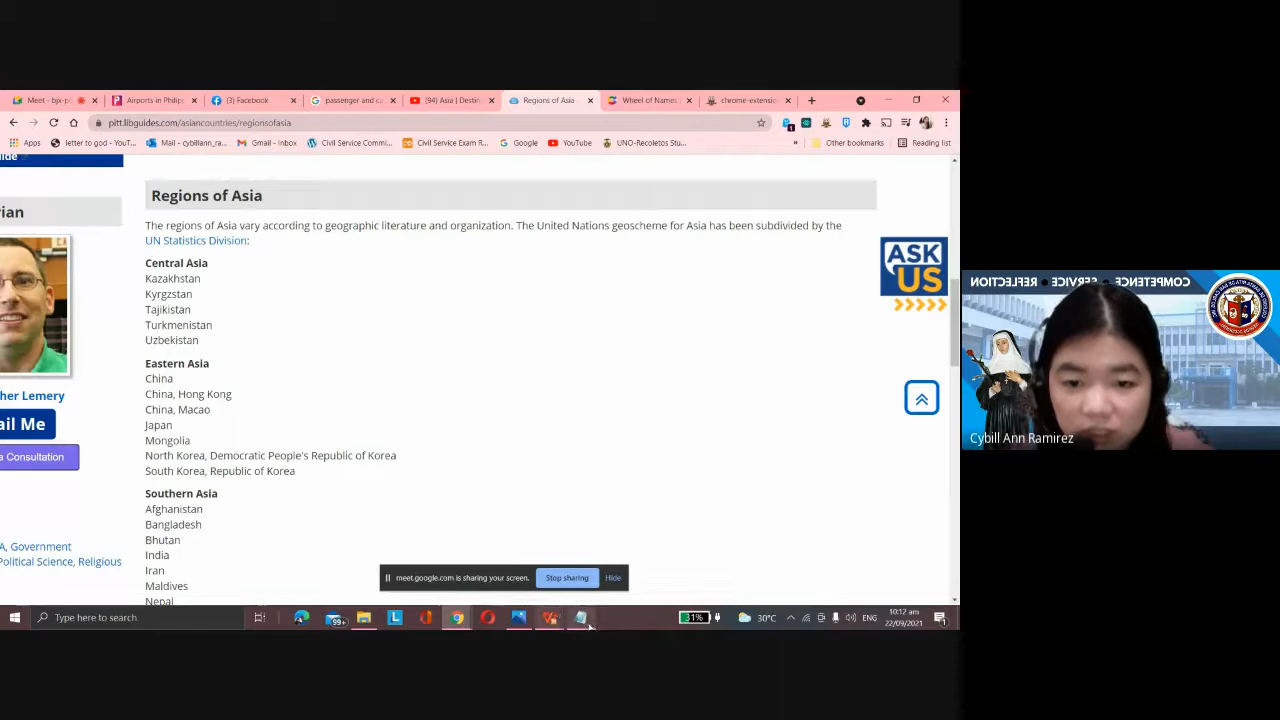 Meet - bjx-p
Airports in Philip
(3) Facebook
passenger and ca
(94) Asia | Destin
Regions of Asia
Wheel of Names
chrome-extension
pitt.libguides.com/asiancountries/regionsofasia
Apps
letter to god - YouT...
Mail - cybillann_ra...
Gmail - Inbox
Civil Service Commi...
Civil Service Exam R...
Google
YouTube
UNO-Recoletos Stu...
»
Other bookmarks
Reading list
Regions of Asia
The regions of Asia vary according to geographic literature and organization. The United Nations geoscheme for Asia has been subdivided by the
UN Statistics Division:
Central Asia
Kazakhstan
Kyrgzstan
Tajikistan
Turkmenistan
Uzbekistan
Eastern Asia
China
China, Hong Kong
China, Macao
Japan
Mongolia
North Korea, Democratic People's Republic of Korea
South Korea, Republic of Korea
Southern Asia
Afghanistan
Bangladesh
Bhutan
India
Iran
Maldives
Nepal
ide
rian
her Lemery
ail Me
a Consultation
A, Government
Political Science, Religious
ASK
US
meet.google.com is sharing your screen.
Stop sharing
Hide
Type here to search
99+
31%
30°C
ENG
10:12 am
22/09/2021
COMPETENCE • SERVICE • REFLECTION
Cybill Ann Ramirez